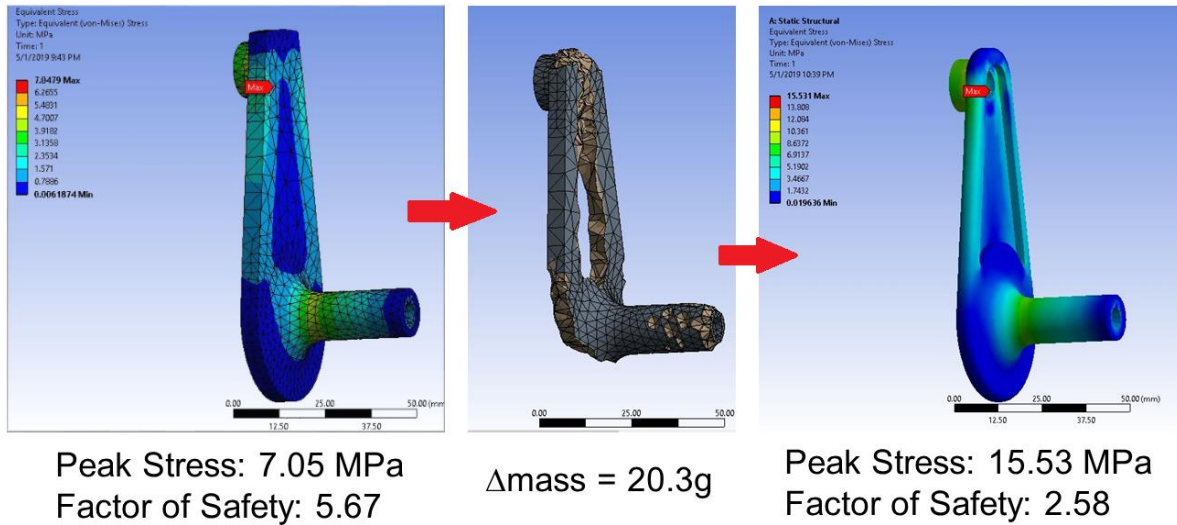 Equivalent Stress
Type: Equivalent (von-Mises) Stress
Unit: MPa
Time: 1
5/1/2019 9:43 PM
7.0479 Max
6.2655
5.4831
4.7007
3.9182
3.1358
2.3534
1.571
0.7886
0.0061874 Min
Max
0.00
25.00
50.00 (mm)
12.50
37.50
0.00
25.00
50.00
A: Static Structural
Equivalent Stress
Type: Equivalent (von-Mises) Stress
Unit: MPa
Time: 1
5/1/2019 10:39 PM
15.531 Max
13.808
12.084
10.361
8.6372
6.9137
5.1902
3.4667
1.7432
0.019636 Min
Max
0.00
25.00
50.00 (mm)
12.50
37.50
Peak Stress: 7.05 MPa
Factor of Safety: 5.67
Δmass = 20.3g
Peak Stress: 15.53 MPa
Factor of Safety: 2.58